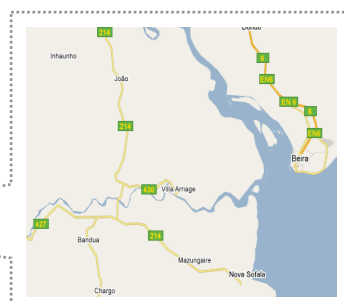 Dondo
214
6
Inhaunho
João
EN6
EN 6
6
214
EN6
Beira
430
Villa Arriage
427
214
Bandua
Mazungaire
Nova Sofala
Chargo